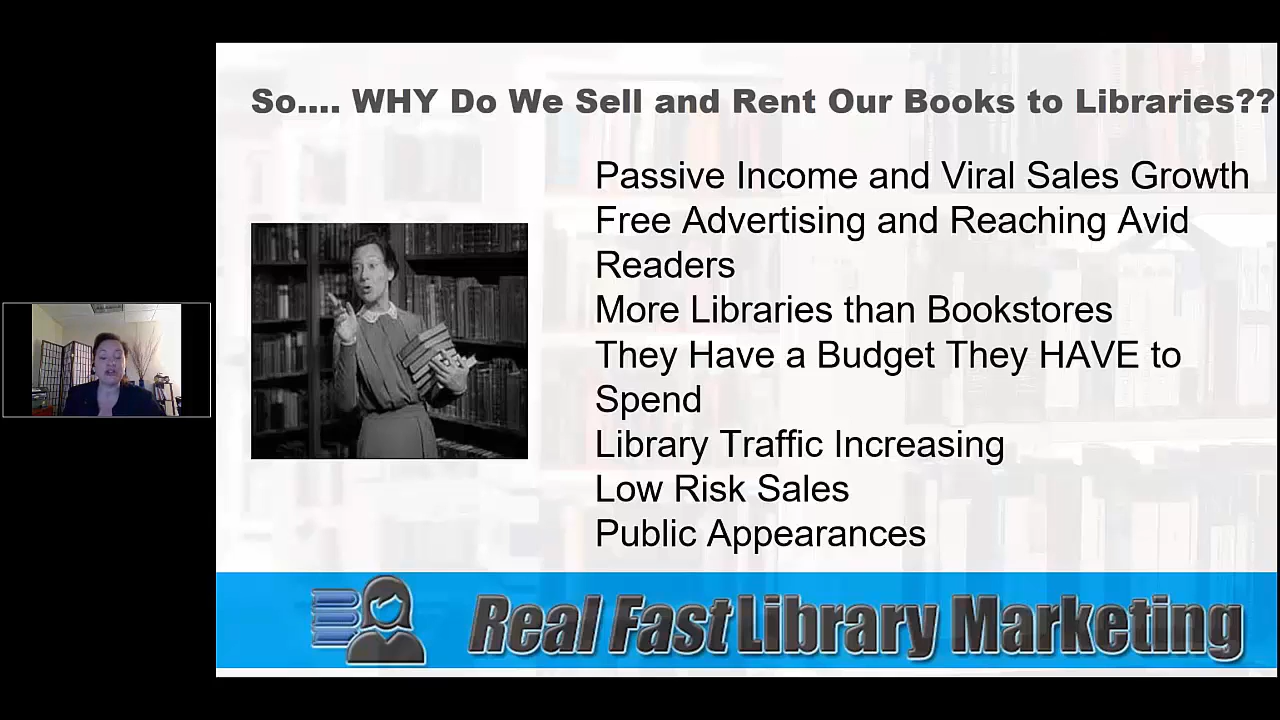 So.... WHY Do We Sell and Rent Our Books to Libraries??
Passive Income and Viral Sales Growth
Free Advertising and Reaching Avid
Readers
More Libraries than Bookstores
They Have a Budget They HAVE to
Spend
Library Traffic Increasing
Low Risk Sales
Public Appearances
Real Fast Library Marketing